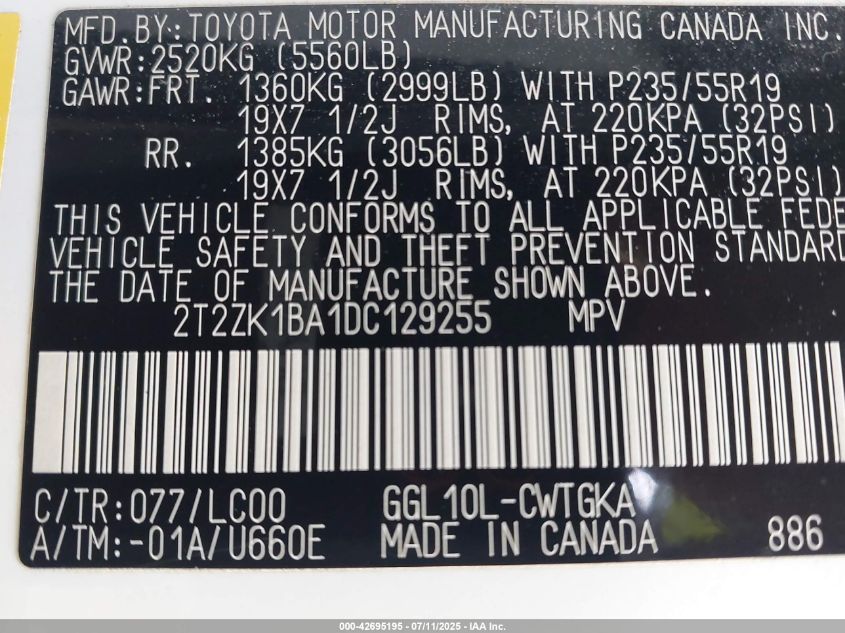 MFD. BY: TOYOTA MOTOR MANUFACTURING CANADA INC.
GVWR: 2520KG (5560LB)
GAWR: FRT. 1360KG (2999LB) WITH P235/55R19
19X7 1/2J RIMS, AT 220KPA (32PSI)
RR. 1385KG (3056LB) WITH P235/55R19
19X7 1/2J RIMS, AT 220KPA (32PSI)
THIS VEHICLE CONFORMS TO ALL APPLICABLE FEDE
VEHICLE SAFETY AND THEFT PREVENTION STANDARD
THE DATE OF MANUFACTURE SHOWN ABOVE.
2T2ZK1BA1DC129255 MPV
C/TR: 077/LC00 GGL10L-CWTGKA
A/TM: -01A/U660E MADE IN CANADA 886
000-42695195 - 07/11/2025 - IAA Inc.